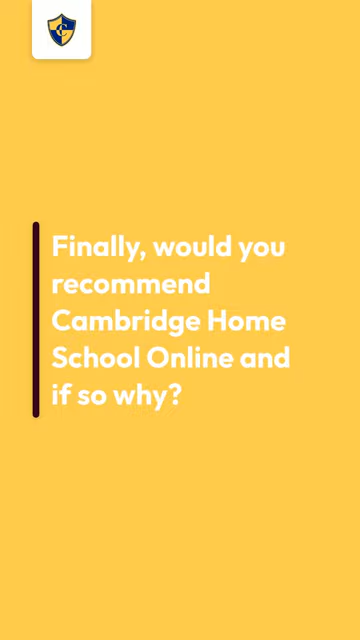 Finally, would you
recommend
Cambridge Home
School Online and
if so why?